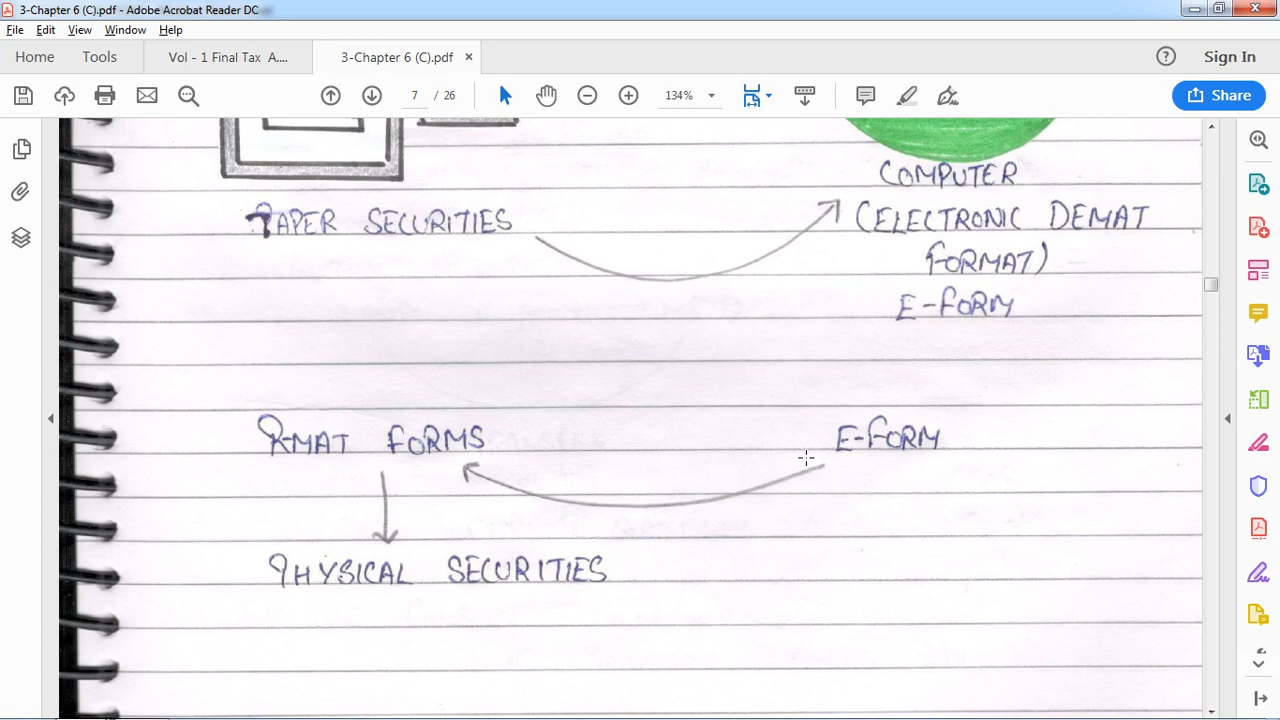 3-Chapter 6 (C).pdf - Adobe Acrobat Reader DC
File Edit View Window Help
Home Tools Vol - 1 Final Tax A.... 3-Chapter 6 (C).pdf × Sign In
7 / 26 134% Share
COMPUTER
PAPER SECURITIES (ELECTRONIC DEMAT
FORMAT)
E-FORM
RMAT FORMS E-FORM
PHYSICAL SECURITIES